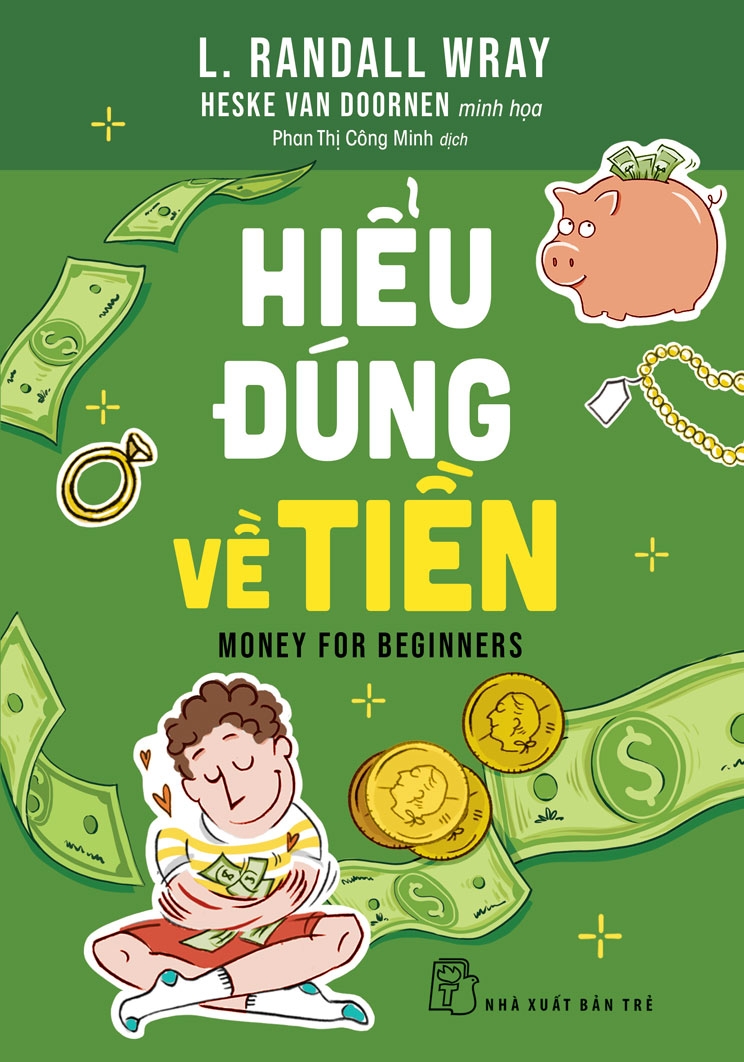 L. RANDALL WRAY
HESKE VAN DOORNEN minh họa
Phan Thị Công Minh dịch
HIỂU
ĐÚNG
VỀ TIỀN
MONEY FOR BEGINNERS
$
$
$
T
NHÀ XUẤT BẢN TRẺ